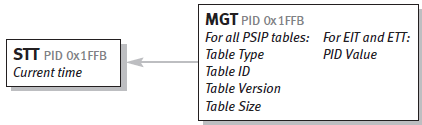 STT PID 0x1FFB
Current time
MGT PID 0x1FFB
For all PSIP tables: For EIT and ETT:
Table Type PID Value
Table ID
Table Version
Table Size